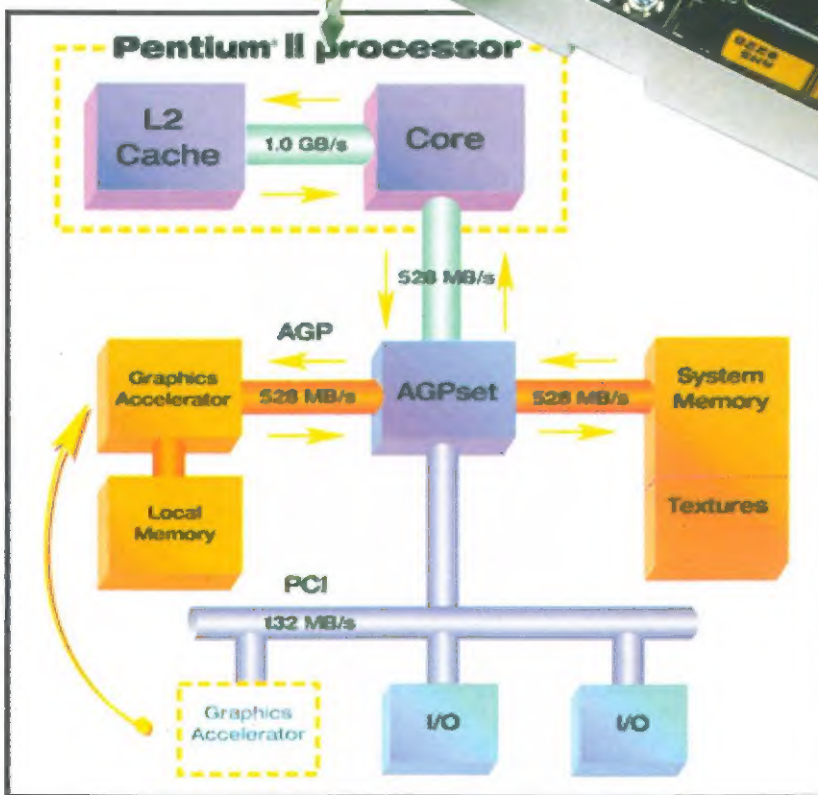 Pentium® II processor
L2
Cache
1.0 GB/s
Core
528 MB/s
AGP
Graphics
Accelerator
528 MB/s
AGPset
528 MB/s
System
Memory
Local
Memory
Textures
PCI
132 MB/s
Graphics
Accelerator
I/O
I/O